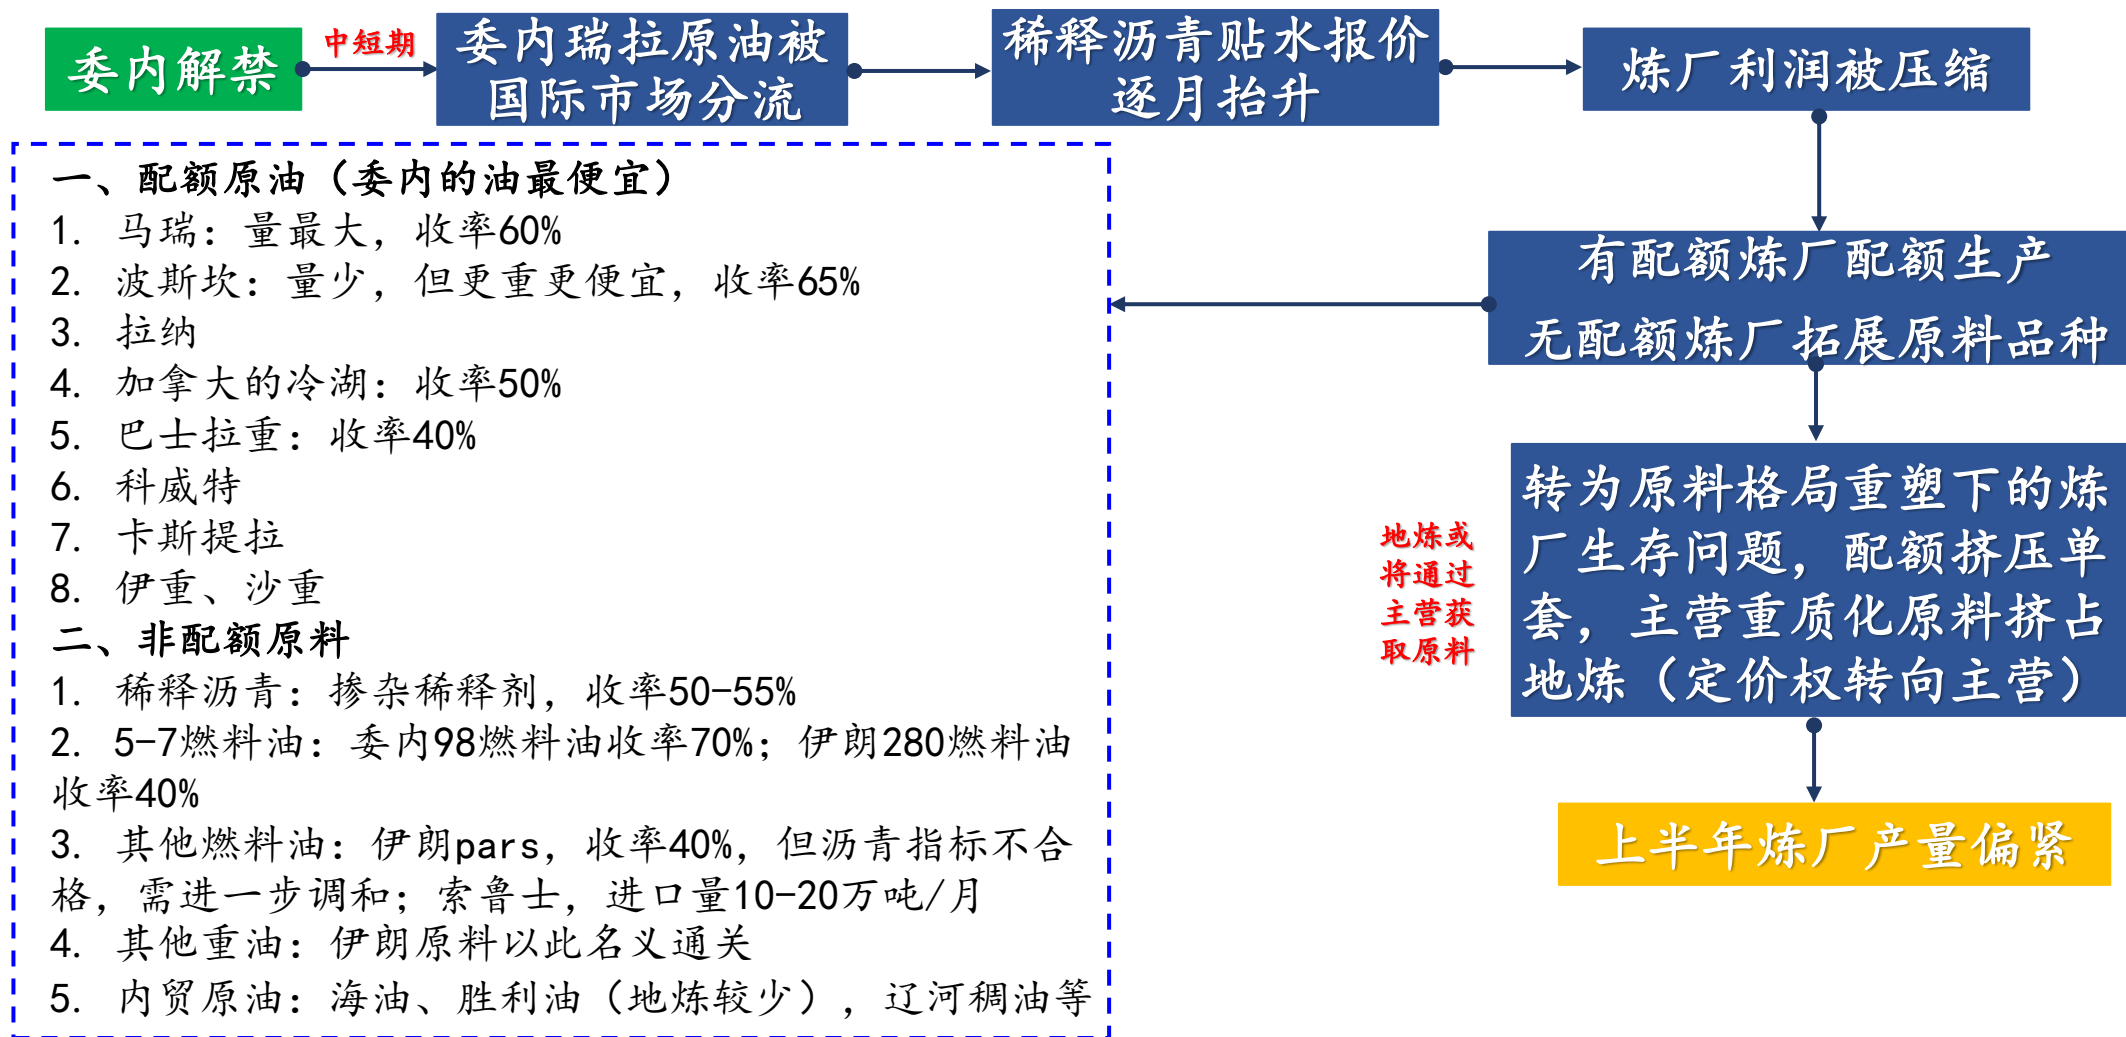 委内解禁
中短期
委内瑞拉原油被
国际市场分流
稀释沥青贴水报价
逐月抬升
炼厂利润被压缩
有配额炼厂配额生产
无配额炼厂拓展原料品种
一、配额原油（委内的油最便宜）
1. 马瑞：量最大，收率60%
2. 波斯坎：量少，但更重更便宜，收率65%
3. 拉纳
4. 加拿大的冷湖：收率50%
5. 巴士拉重：收率40%
6. 科威特
7. 卡斯提拉
8. 伊重、沙重
二、非配额原料
1. 稀释沥青：掺杂稀释剂，收率50-55%
2. 5-7燃料油：委内98燃料油收率70%；伊朗280燃料油
收率40%
3. 其他燃料油：伊朗pars，收率40%，但沥青指标不合
格，需进一步调和；索鲁士，进口量10-20万吨/月
4. 其他重油：伊朗原料以此名义通关
5. 内贸原油：海油、胜利油（地炼较少），辽河稠油等
地炼或
将通过
主营获
取原料
转为原料格局重塑下的炼
厂生存问题，配额挤压单
套，主营重质化原料挤占
地炼（定价权转向主营）
上半年炼厂产量偏紧